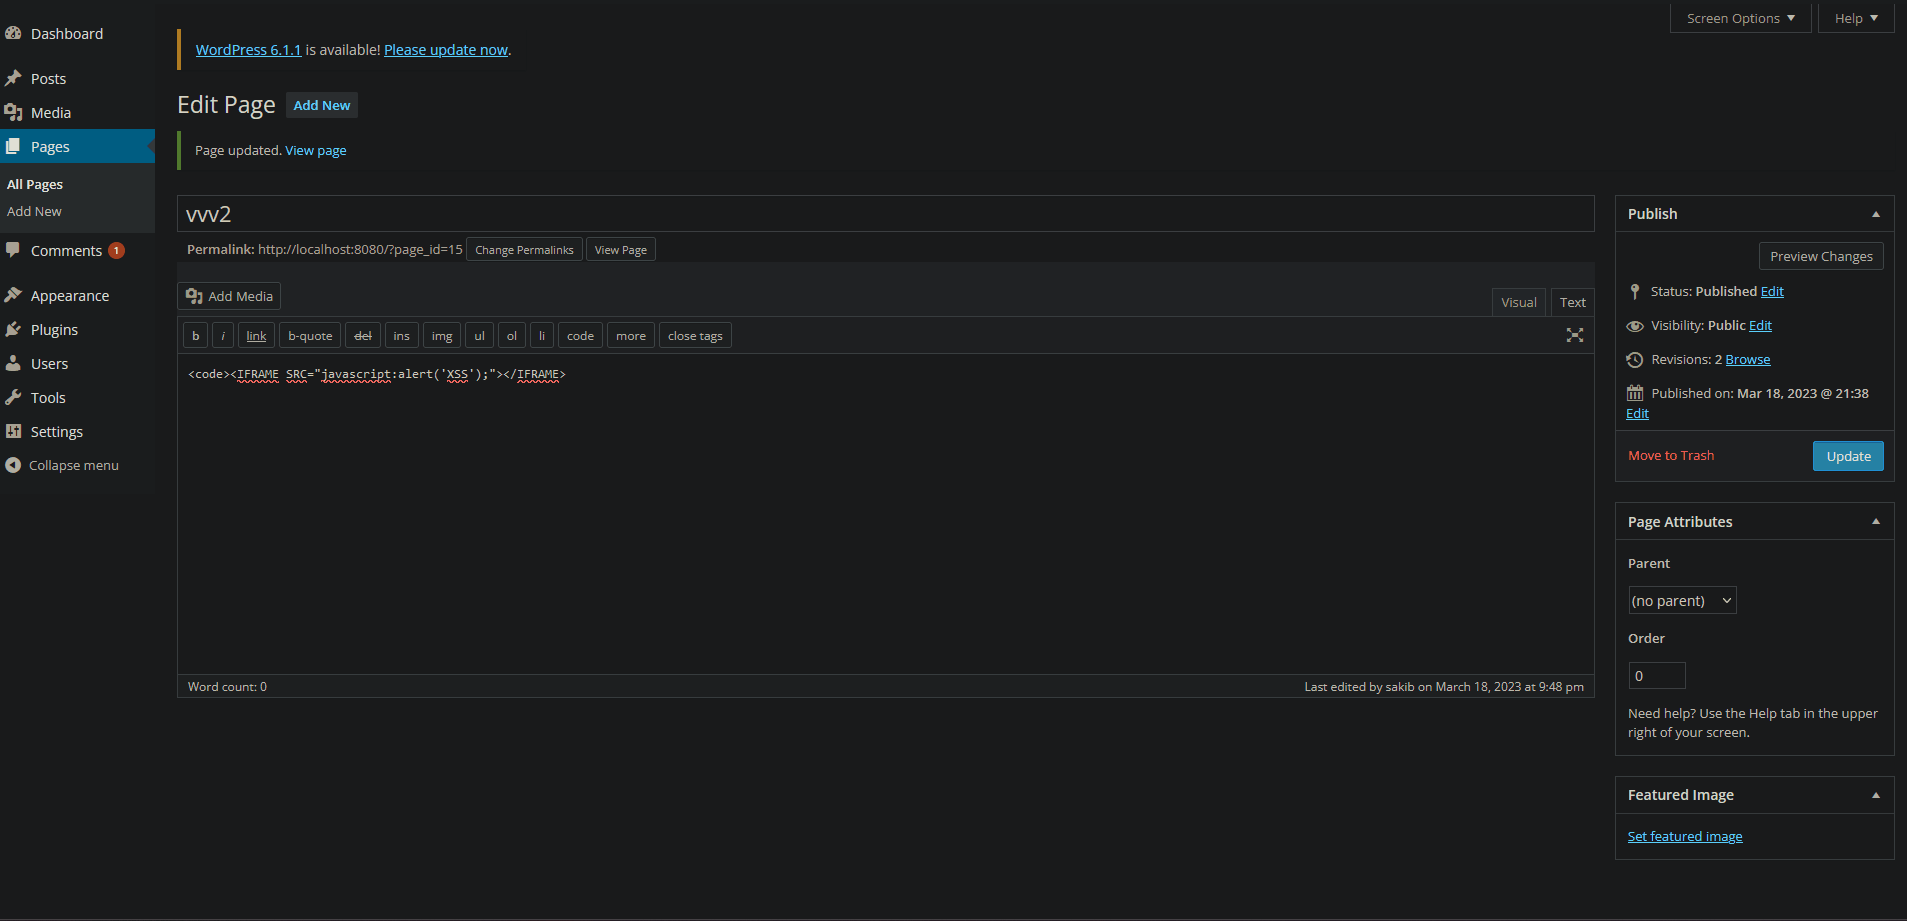 Dashboard
Posts
Media
Pages
All Pages
Add New
Comments 1
Appearance
Plugins
Users
Tools
Settings
Collapse menu
Screen Options ▼
Help ▼
WordPress 6.1.1 is available! Please update now.
Edit Page Add New
Page updated. View page
vvv2
Permalink: http://localhost:8080/?page_id=15 Change Permalinks View Page
Add Media
Visual Text
b i link b-quote del ins img ul ol li code more close tags
<code><IFRAME SRC="javascript:alert('XSS');"></IFRAME>
Word count: 0
Last edited by sakib on March 18, 2023 at 9:48 pm
Publish
Preview Changes
Status: Published Edit
Visibility: Public Edit
Revisions: 2 Browse
Published on: Mar 18, 2023 @ 21:38
Edit
Move to Trash
Update
Page Attributes
Parent
(no parent)
Order
0
Need help? Use the Help tab in the upper
right of your screen.
Featured Image
Set featured image